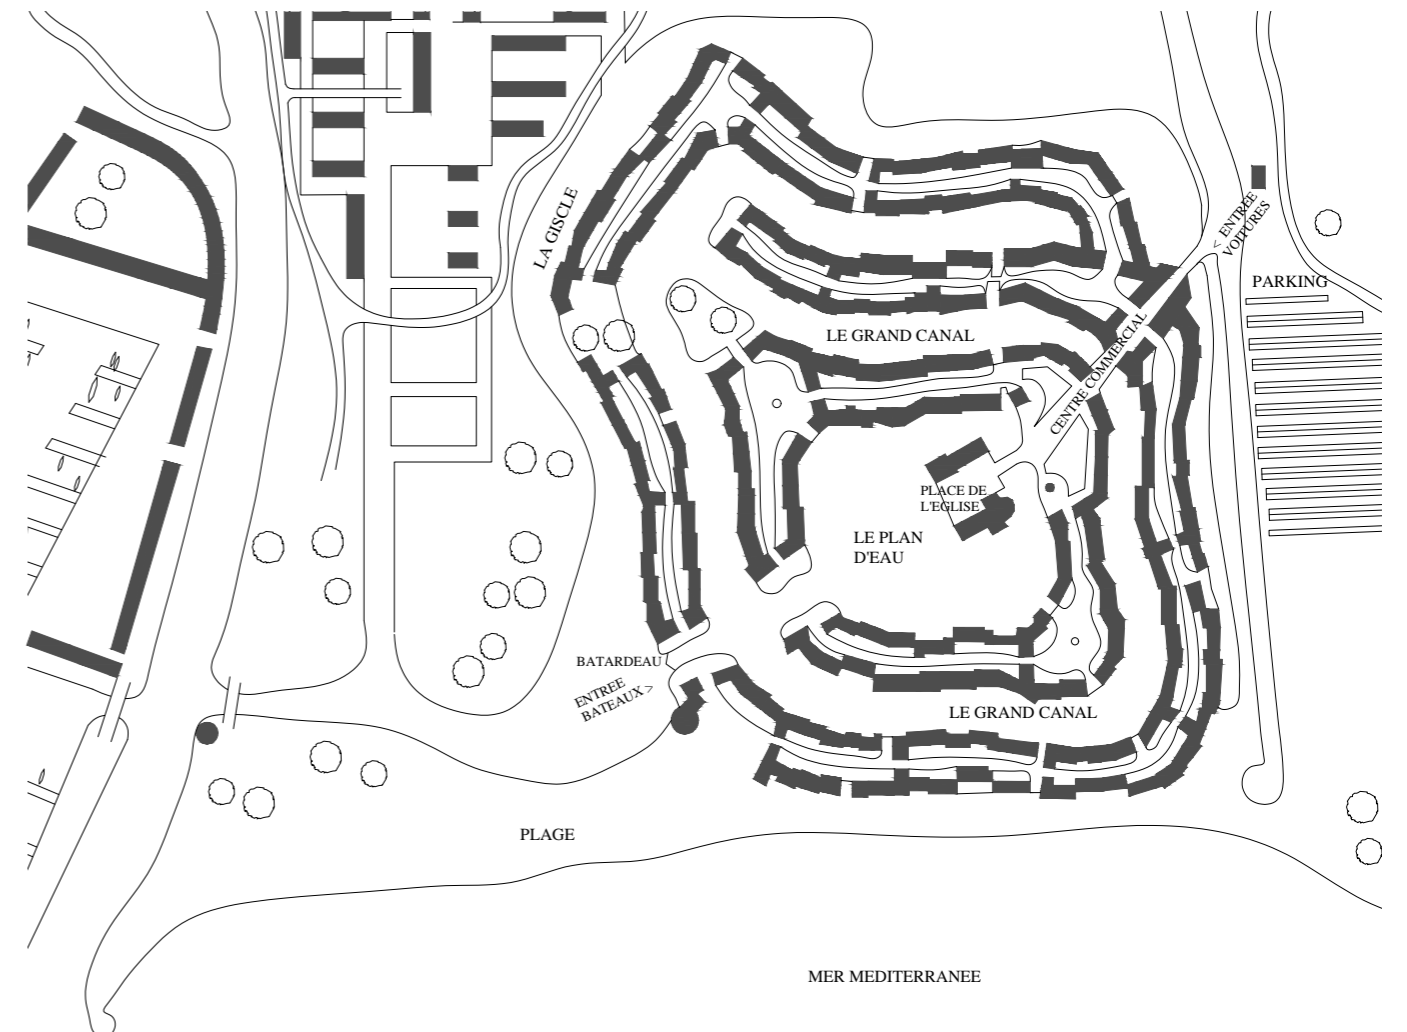 LA GISCLE
< ENTREE
VOITURES
PARKING
LE GRAND CANAL
CENTRE COMMERCIAL
PLACE DE
L'EGLISE
LE PLAN
D'EAU
BATARDEAU
ENTREE
BATEAUX >
LE GRAND CANAL
PLAGE
MER MEDITERRANEE